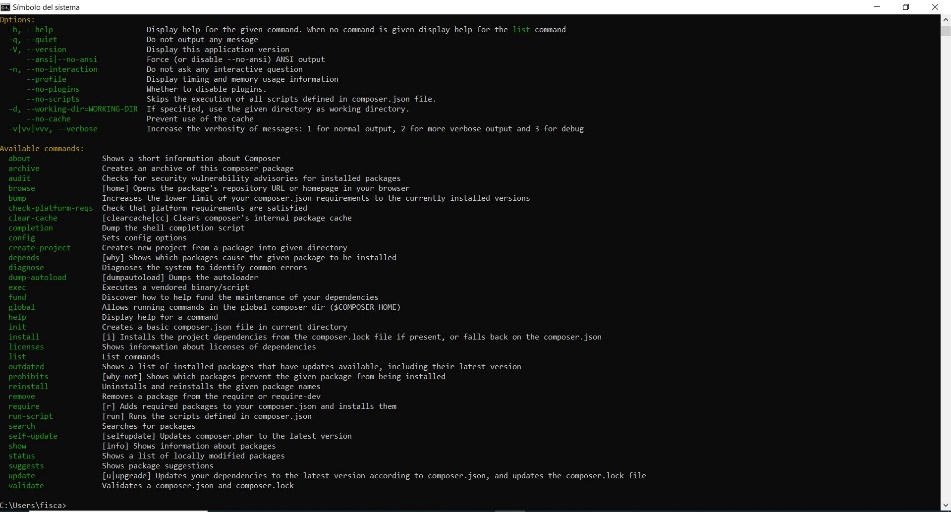 Símbolo del sistema
Options:
-h, --help Display help for the given command. When no command is given display help for the list command
-q, --quiet Do not output any message
-V, --version Display this application version
--ansi|--no-ansi Force (or disable --no-ansi) ANSI output
-n, --no-interaction Do not ask any interactive question
--profile Display timing and memory usage information
--no-plugins Whether to disable plugins.
--no-scripts Skips the execution of all scripts defined in composer.json file.
-d, --working-dir=WORKING-DIR If specified, use the given directory as working directory.
--no-cache Prevent use of the cache
-v|vv|vvv, --verbose Increase the verbosity of messages: 1 for normal output, 2 for more verbose output and 3 for debug
Available commands:
about Shows a short information about Composer
archive Creates an archive of this composer package
audit Checks for security vulnerability advisories for installed packages
browse [home] Opens the package's repository URL or homepage in your browser
bump Increases the lower limit of your composer.json requirements to the currently installed versions
check-platform-reqs Check that platform requirements are satisfied
clear-cache [clearcache|cc] Clears composer's internal package cache
completion Dump the shell completion script
config Sets config options
create-project Creates new project from a package into given directory
depends [why] Shows which packages cause the given package to be installed
diagnose Diagnoses the system to identify common errors
dump-autoload [dumpautoload] Dumps the autoloader
exec Executes a vendored binary/script
fund Discover how to help fund the maintenance of your dependencies
global Allows running commands in the global composer dir ($COMPOSER_HOME)
help Display help for a command
init Creates a basic composer.json file in current directory
install [i] Installs the project dependencies from the composer.lock file if present, or falls back on the composer.json
licenses Shows information about licenses of dependencies
list List commands
outdated Shows a list of installed packages that have updates available, including their latest version
prohibits [why-not] Shows which packages prevent the given package from being installed
reinstall Uninstalls and reinstalls the given package names
remove Removes a package from the require or require-dev
require [r] Adds required packages to your composer.json and installs them
run-script [run] Runs the scripts defined in composer.json
search Searches for packages
self-update [selfupdate] Updates composer.phar to the latest version
show [info] Shows information about packages
status Shows a list of locally modified packages
suggests Shows package suggestions
update [u|upgrade] Updates your dependencies to the latest version according to composer.json, and updates the composer.lock file
validate Validates a composer.json and composer.lock
C:\Users\fisca>